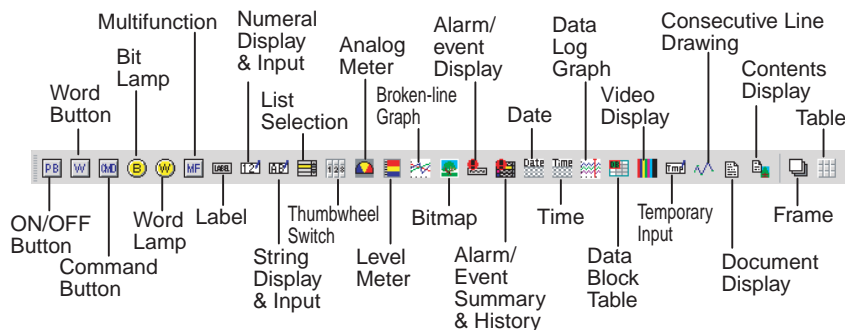 Multifunction
Numeral
Display
& Input
Analog
Meter
Alarm/
event
Display
Data
Log
Graph
Consecutive Line
Drawing
Bit
Lamp
Contents
Display
Word
Button
List
Selection
Broken-line
Graph
Date
Video
Display
Table
PB
W
CMD
B
W
MF
LABEL
123
Date
Time
Tmp
ON/OFF
Button
Command
Button
Word
Lamp
Label
String
Display
& Input
Thumbwheel
Switch
Level
Meter
Bitmap
Alarm/
Event
Summary
& History
Time
Data
Block
Table
Temporary
Input
Document
Display
Frame